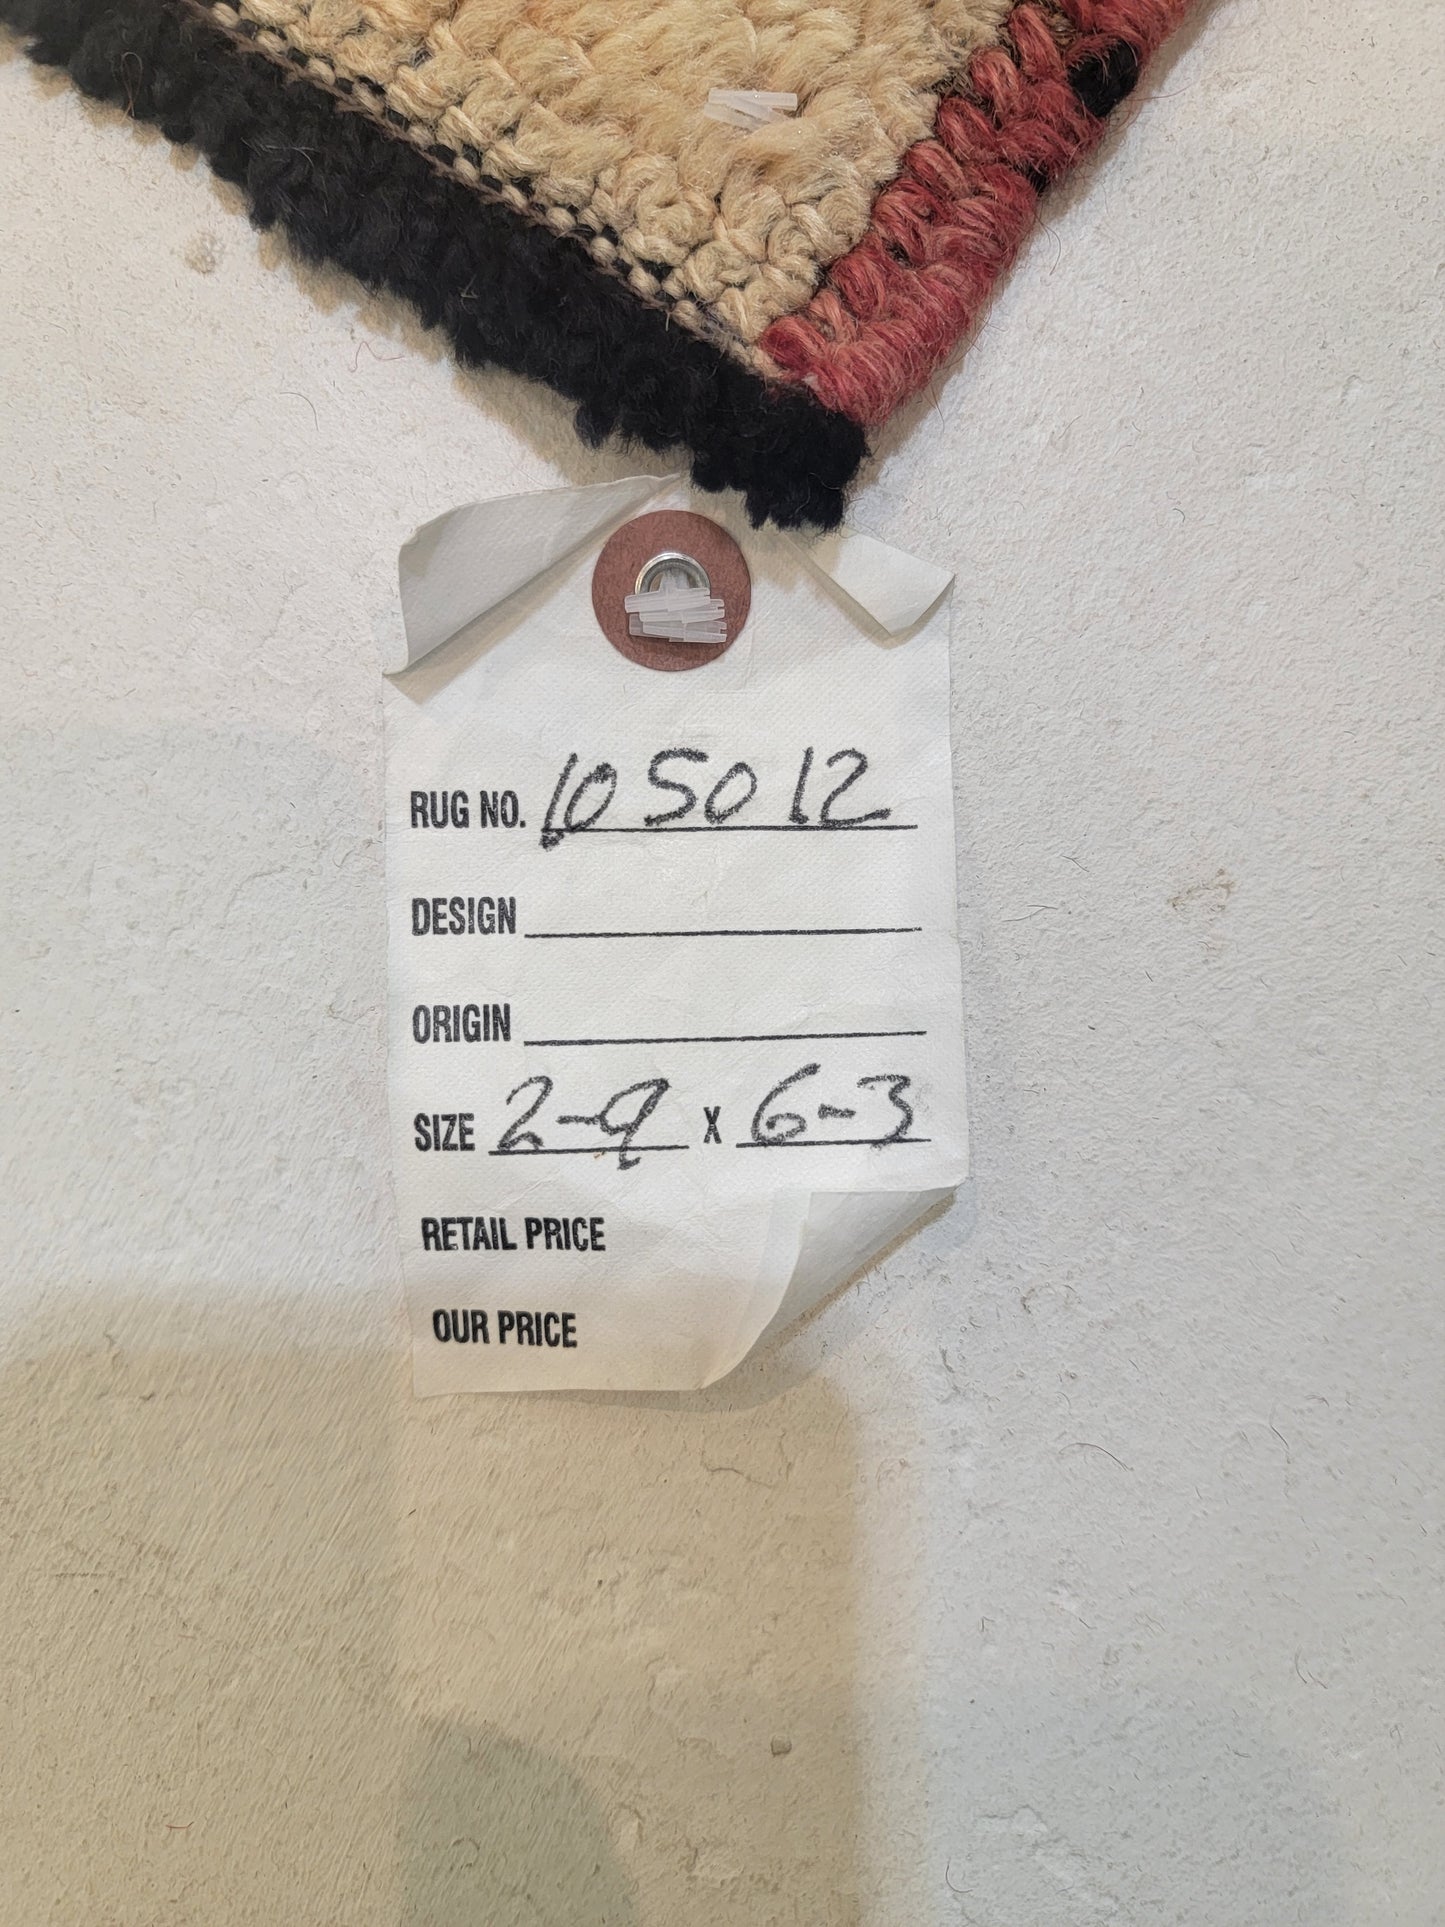 RUG NO. 105012
DESIGN
ORIGIN
SIZE 2-9 X 6-3
RETAIL PRICE
OUR PRICE